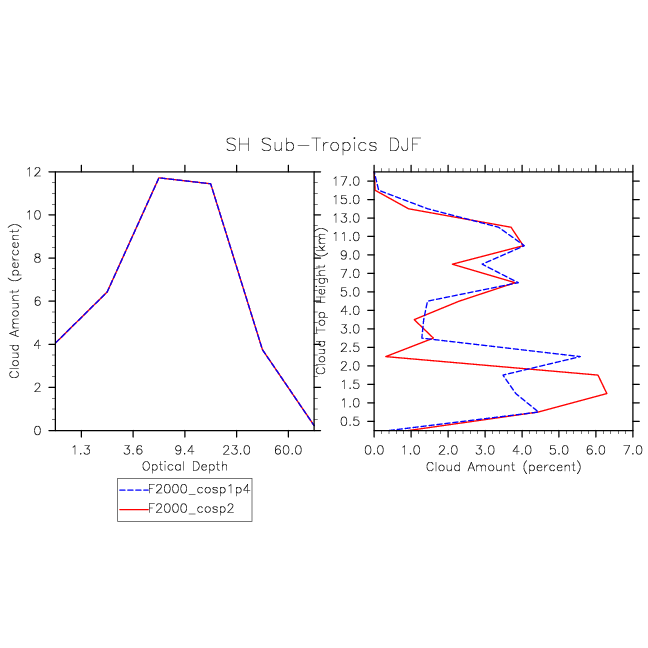 SH Sub-Tropics DJF
Cloud Amount (percent)
12
10
8
6
4
2
0
1.3 3.6 9.4 23.0 60.0
Optical Depth
Cloud Top Height (km)
17.0
15.0
13.0
11.0
9.0
7.0
5.0
4.0
3.0
2.5
2.0
1.5
1.0
0.5
0.0 1.0 2.0 3.0 4.0 5.0 6.0 7.0
Cloud Amount (percent)
F2000_cosp1p4
F2000_cosp2